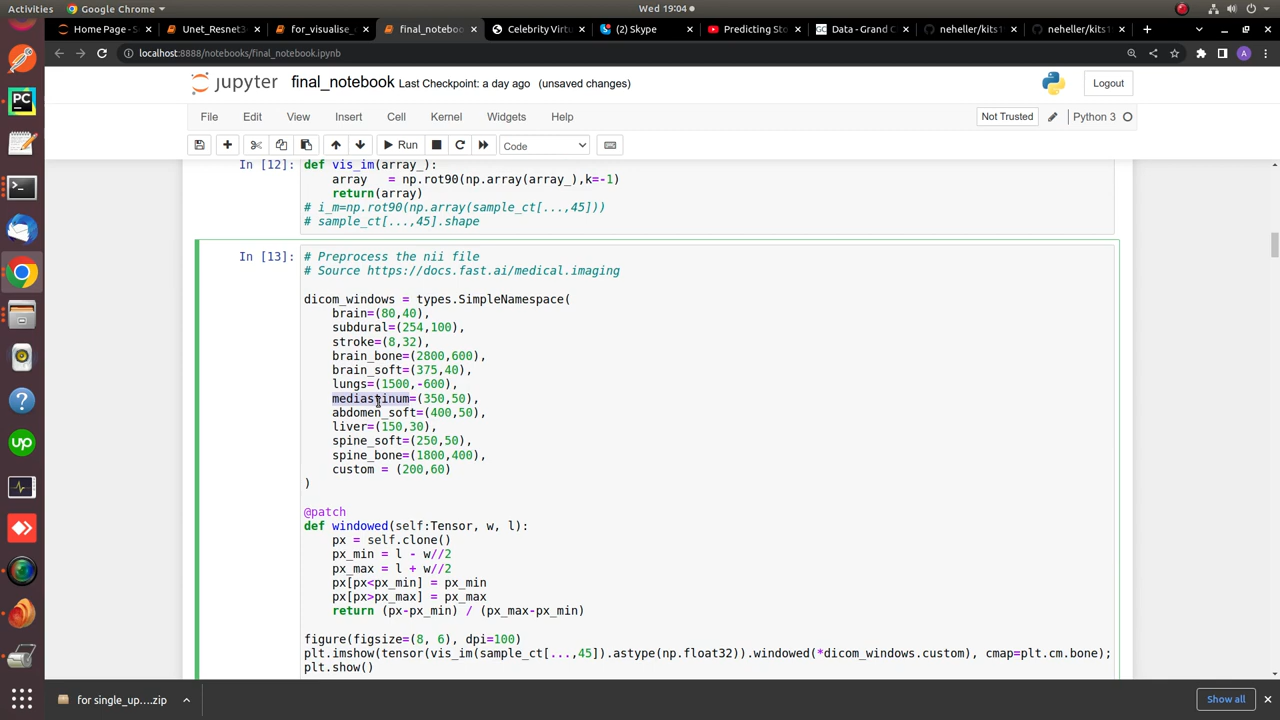 Activities
Google Chrome
Wed 19:04
Home Page - S
Unet_Resnet3
for_visualise_
final_noteboo
Celebrity Virtu
(2) Skype
Predicting Sto
Data - Grand C
neheller/kits1
neheller/kits1
localhost:8888/notebooks/final_notebook.ipynb
jupyter final_notebook Last Checkpoint: a day ago (unsaved changes)
Logout
File Edit View Insert Cell Kernel Widgets Help
Not Trusted
Python 3
Run
Code
In [12]: def vis_im(array_):
array = np.rot90(np.array(array_),k=-1)
return(array)
# i_m=np.rot90(np.array(sample_ct[...,45]))
# sample_ct[...,45].shape
In [13]: # Preprocess the nii file
# Source https://docs.fast.ai/medical.imaging
dicom_windows = types.SimpleNamespace(
brain=(80,40),
subdural=(254,100),
stroke=(8,32),
brain_bone=(2800,600),
brain_soft=(375,40),
lungs=(1500,-600),
mediastinum=(350,50),
abdomen_soft=(400,50),
liver=(150,30),
spine_soft=(250,50),
spine_bone=(1800,400),
custom = (200,60)
)
@patch
def windowed(self:Tensor, w, l):
px = self.clone()
px_min = l - w//2
px_max = l + w//2
px[px<px_min] = px_min
px[px>px_max] = px_max
return (px-px_min) / (px_max-px_min)
figure(figsize=(8, 6), dpi=100)
plt.imshow(tensor(vis_im(sample_ct[...,45]).astype(np.float32)).windowed(*dicom_windows.custom), cmap=plt.cm.bone);
plt.show()
for single_up....zip
Show all